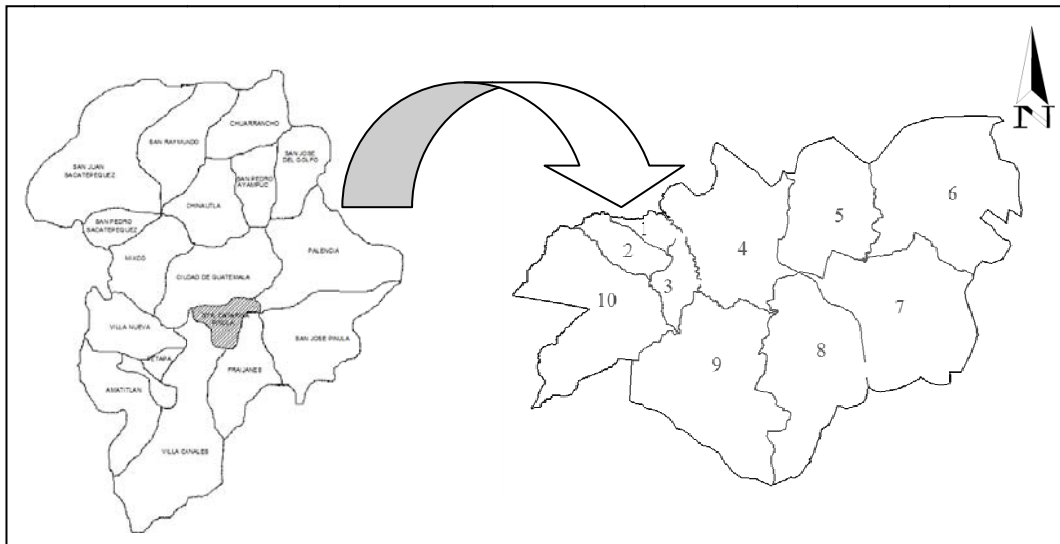 CHUARRANCHO
SAN RAYMUNDO
SAN JUAN
SACATEPEQUEZ
SAN JOSE
DEL GOLFO
SAN PEDRO
AYAMPUC
CHINAUTLA
SAN PEDRO
SACATEPEQUEZ
MIXCO
PALENCIA
CIUDAD DE GUATEMALA
STA. CATARINA
PINULA
VILLA NUEVA
SAN JOSE PINULA
PETAPA
FRAIJANES
AMATITLAN
VILLA CANALES
N
1
2
3
4
5
6
7
8
9
10